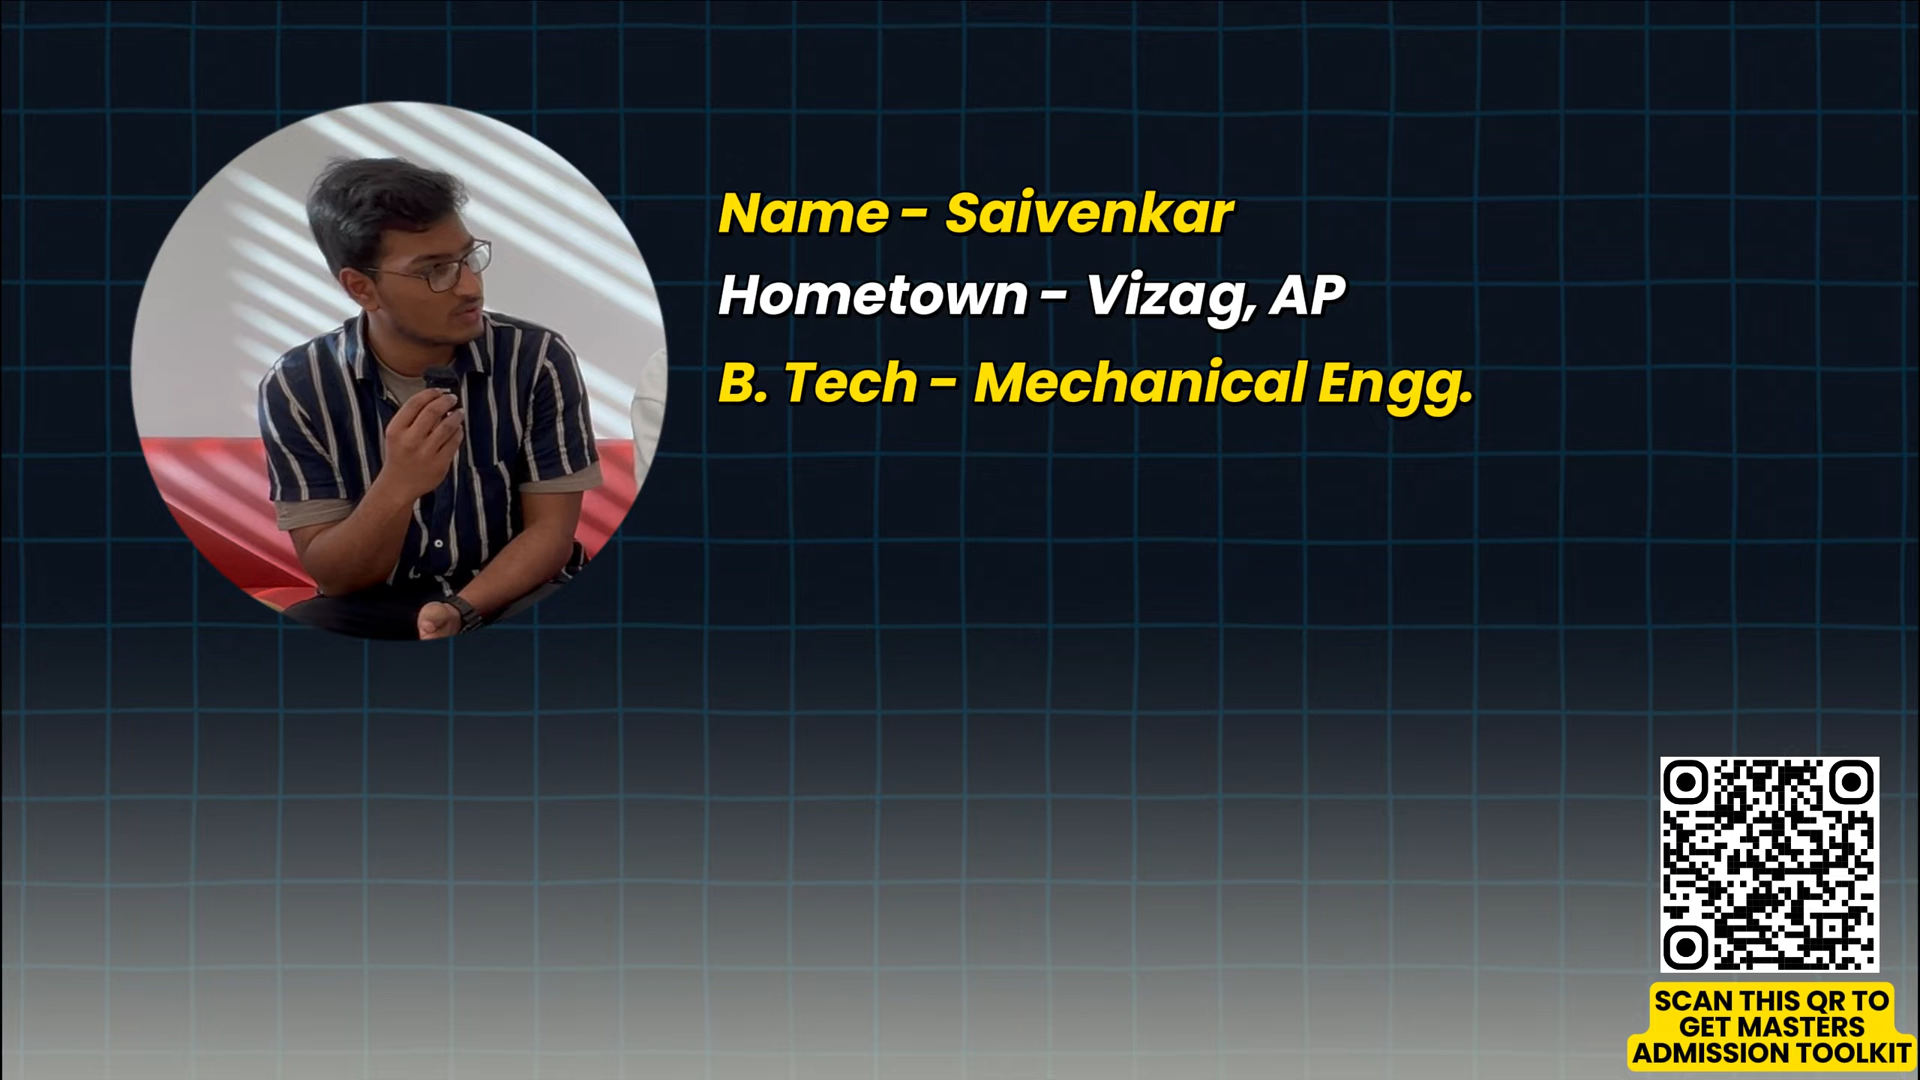 Name - Saivenkar
Hometown - Vizag, AP
B. Tech - Mechanical Engg.
SCAN THIS QR TO
GET MASTERS
ADMISSION TOOLKIT